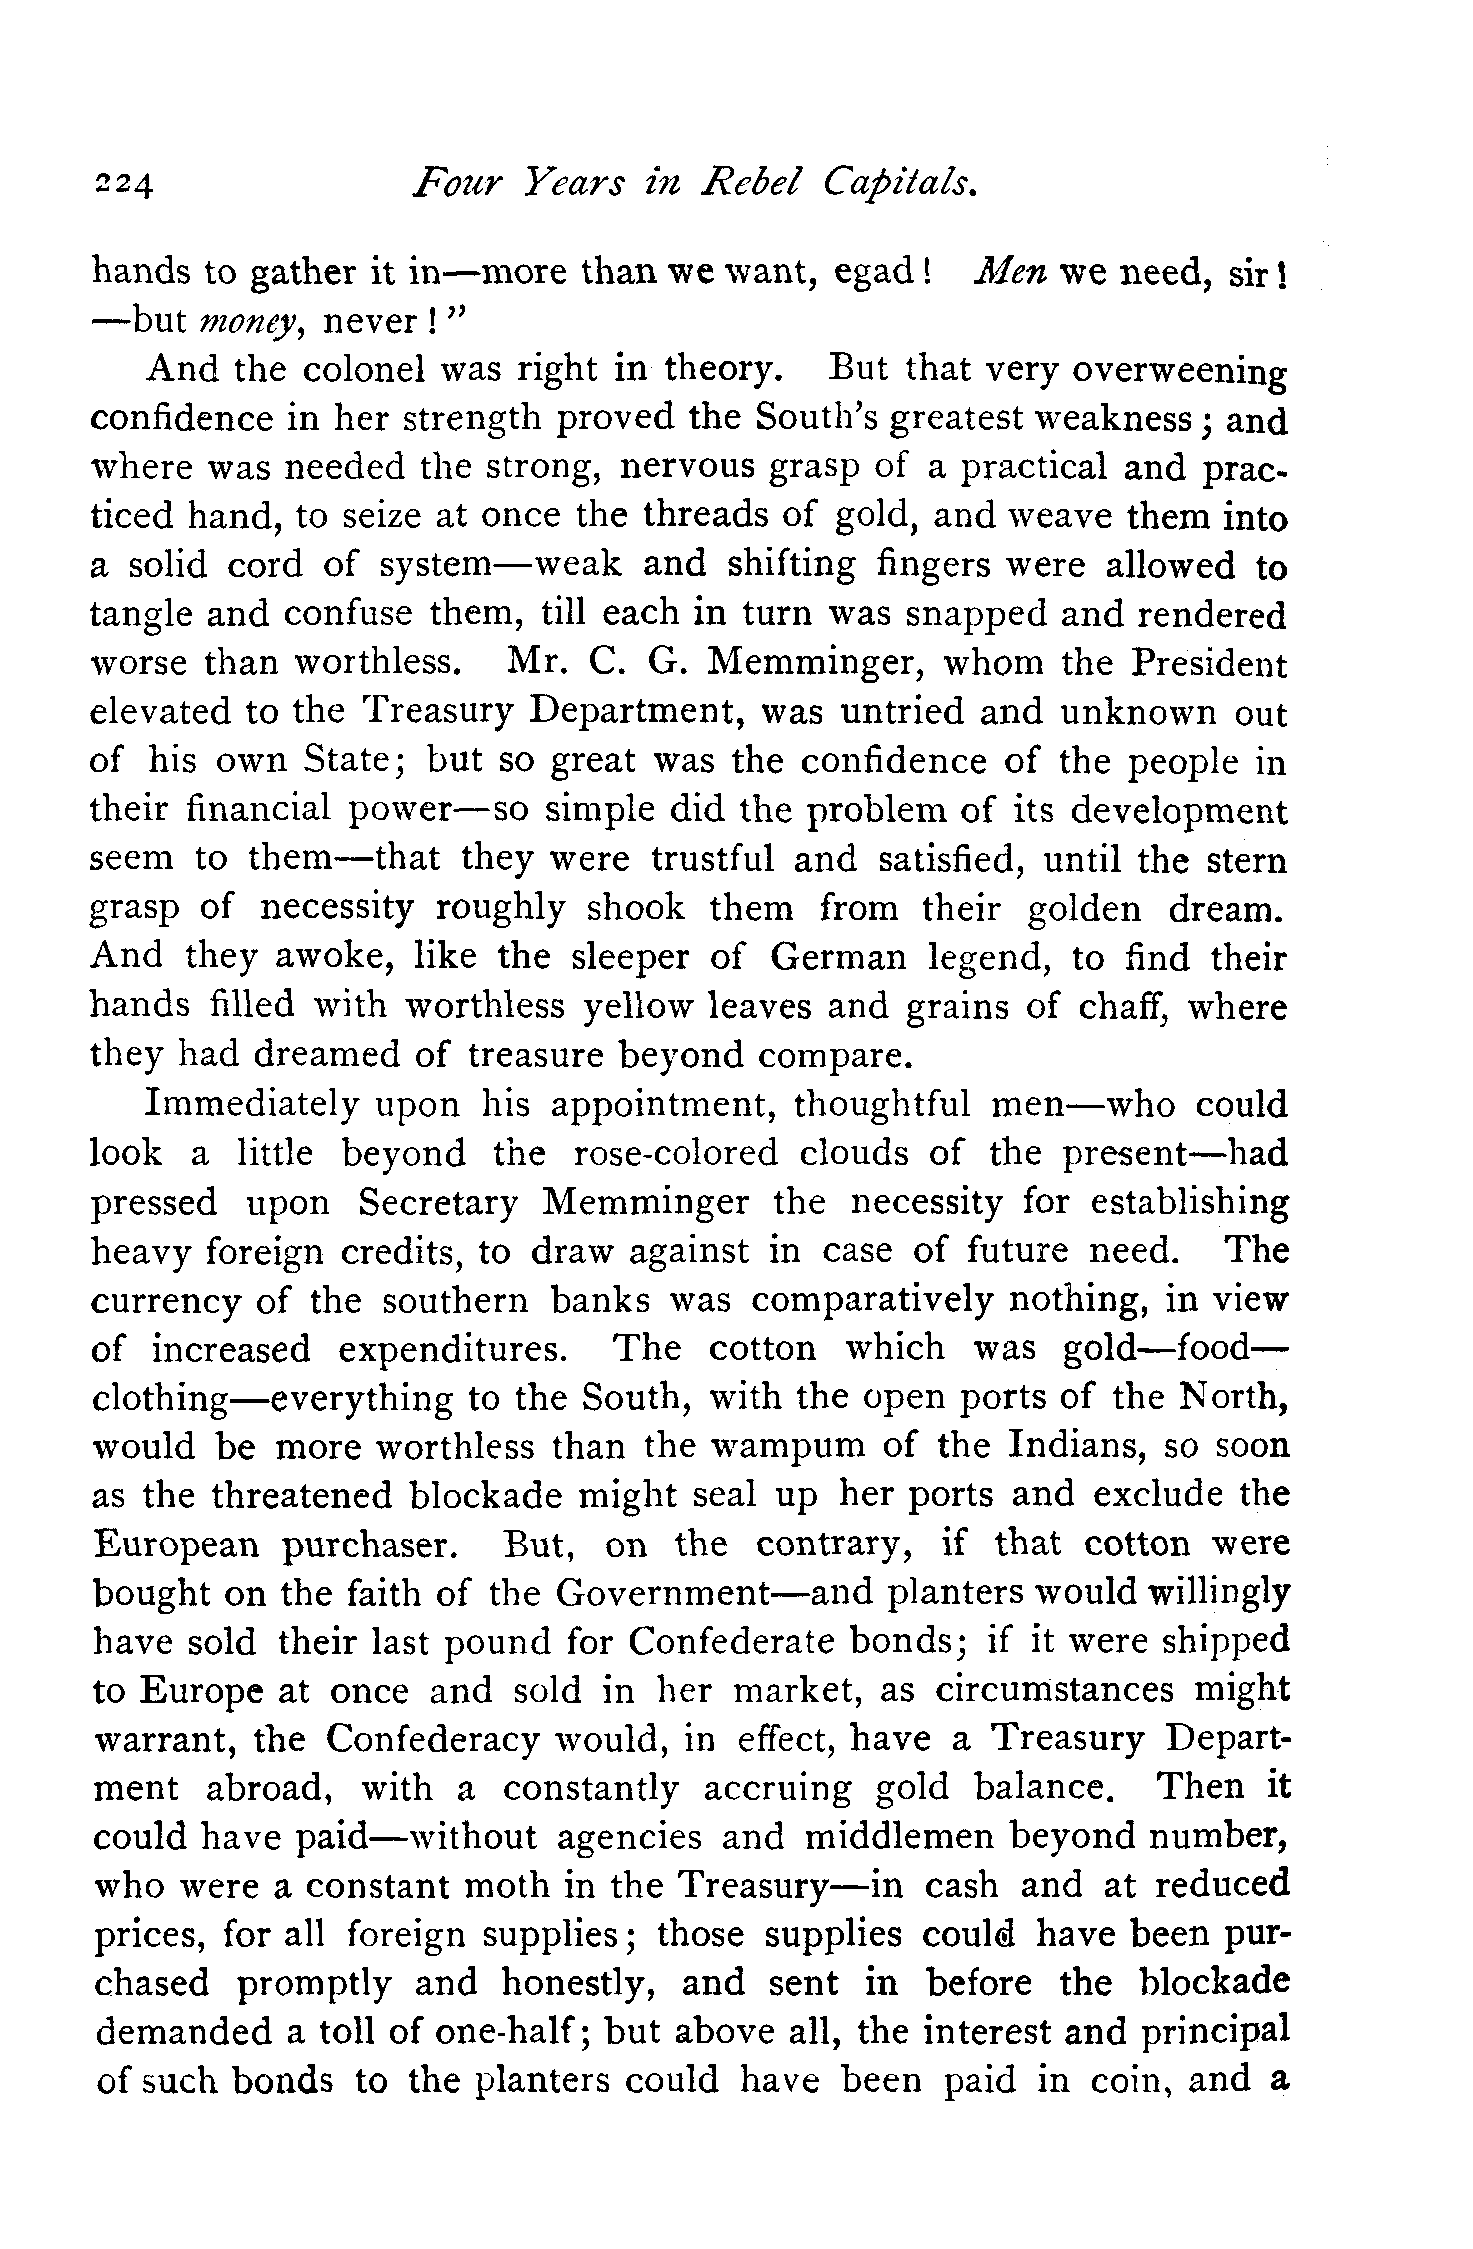 224 Four Years in Rebel Capitals.
hands to gather it in—more than we want, egad! Men we need, sir!
—but money, never!"
And the colonel was right in theory. But that very overweening
confidence in her strength proved the South's greatest weakness; and
where was needed the strong, nervous grasp of a practical and prac-
ticed hand, to seize at once the threads of gold, and weave them into
a solid cord of system—weak and shifting fingers were allowed to
tangle and confuse them, till each in turn was snapped and rendered
worse than worthless. Mr. C. G. Memminger, whom the President
elevated to the Treasury Department, was untried and unknown out
of his own State; but so great was the confidence of the people in
their financial power—so simple did the problem of its development
seem to them—that they were trustful and satisfied, until the stern
grasp of necessity roughly shook them from their golden dream.
And they awoke, like the sleeper of German legend, to find their
hands filled with worthless yellow leaves and grains of chaff, where
they had dreamed of treasure beyond compare.
Immediately upon his appointment, thoughtful men—who could
look a little beyond the rose-colored clouds of the present—had
pressed upon Secretary Memminger the necessity for establishing
heavy foreign credits, to draw against in case of future need. The
currency of the southern banks was comparatively nothing, in view
of increased expenditures. The cotton which was gold—food—
clothing—everything to the South, with the open ports of the North,
would be more worthless than the wampum of the Indians, so soon
as the threatened blockade might seal up her ports and exclude the
European purchaser. But, on the contrary, if that cotton were
bought on the faith of the Government—and planters would willingly
have sold their last pound for Confederate bonds; if it were shipped
to Europe at once and sold in her market, as circumstances might
warrant, the Confederacy would, in effect, have a Treasury Depart-
ment abroad, with a constantly accruing gold balance. Then it
could have paid—without agencies and middlemen beyond number,
who were a constant moth in the Treasury—in cash and at reduced
prices, for all foreign supplies; those supplies could have been pur-
chased promptly and honestly, and sent in before the blockade
demanded a toll of one-half; but above all, the interest and principal
of such bonds to the planters could have been paid in coin, and a